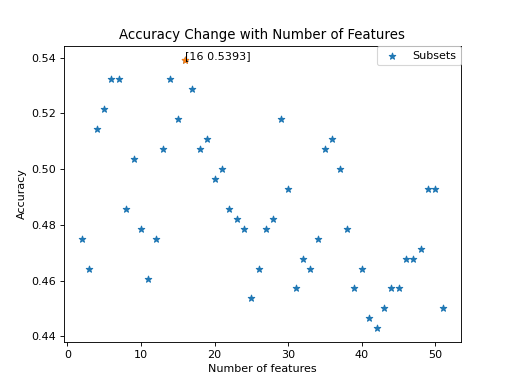 Accuracy Change with Number of Features
[16 0.5393]
Subsets
0.54
0.52
0.50
0.48
0.46
0.44
Accuracy
0 10 20 30 40 50
Number of features